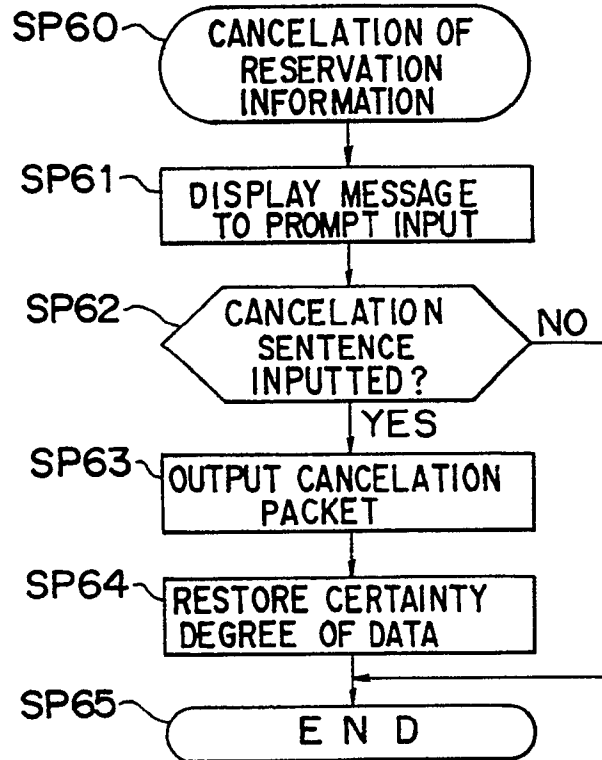 SP60
CANCELATION OF
RESERVATION
INFORMATION
SP61
DISPLAY MESSAGE
TO PROMPT INPUT
SP62
CANCELATION
SENTENCE
INPUTTED?
NO
YES
SP63
OUTPUT CANCELATION
PACKET
SP64
RESTORE CERTAINTY
DEGREE OF DATA
SP65
END